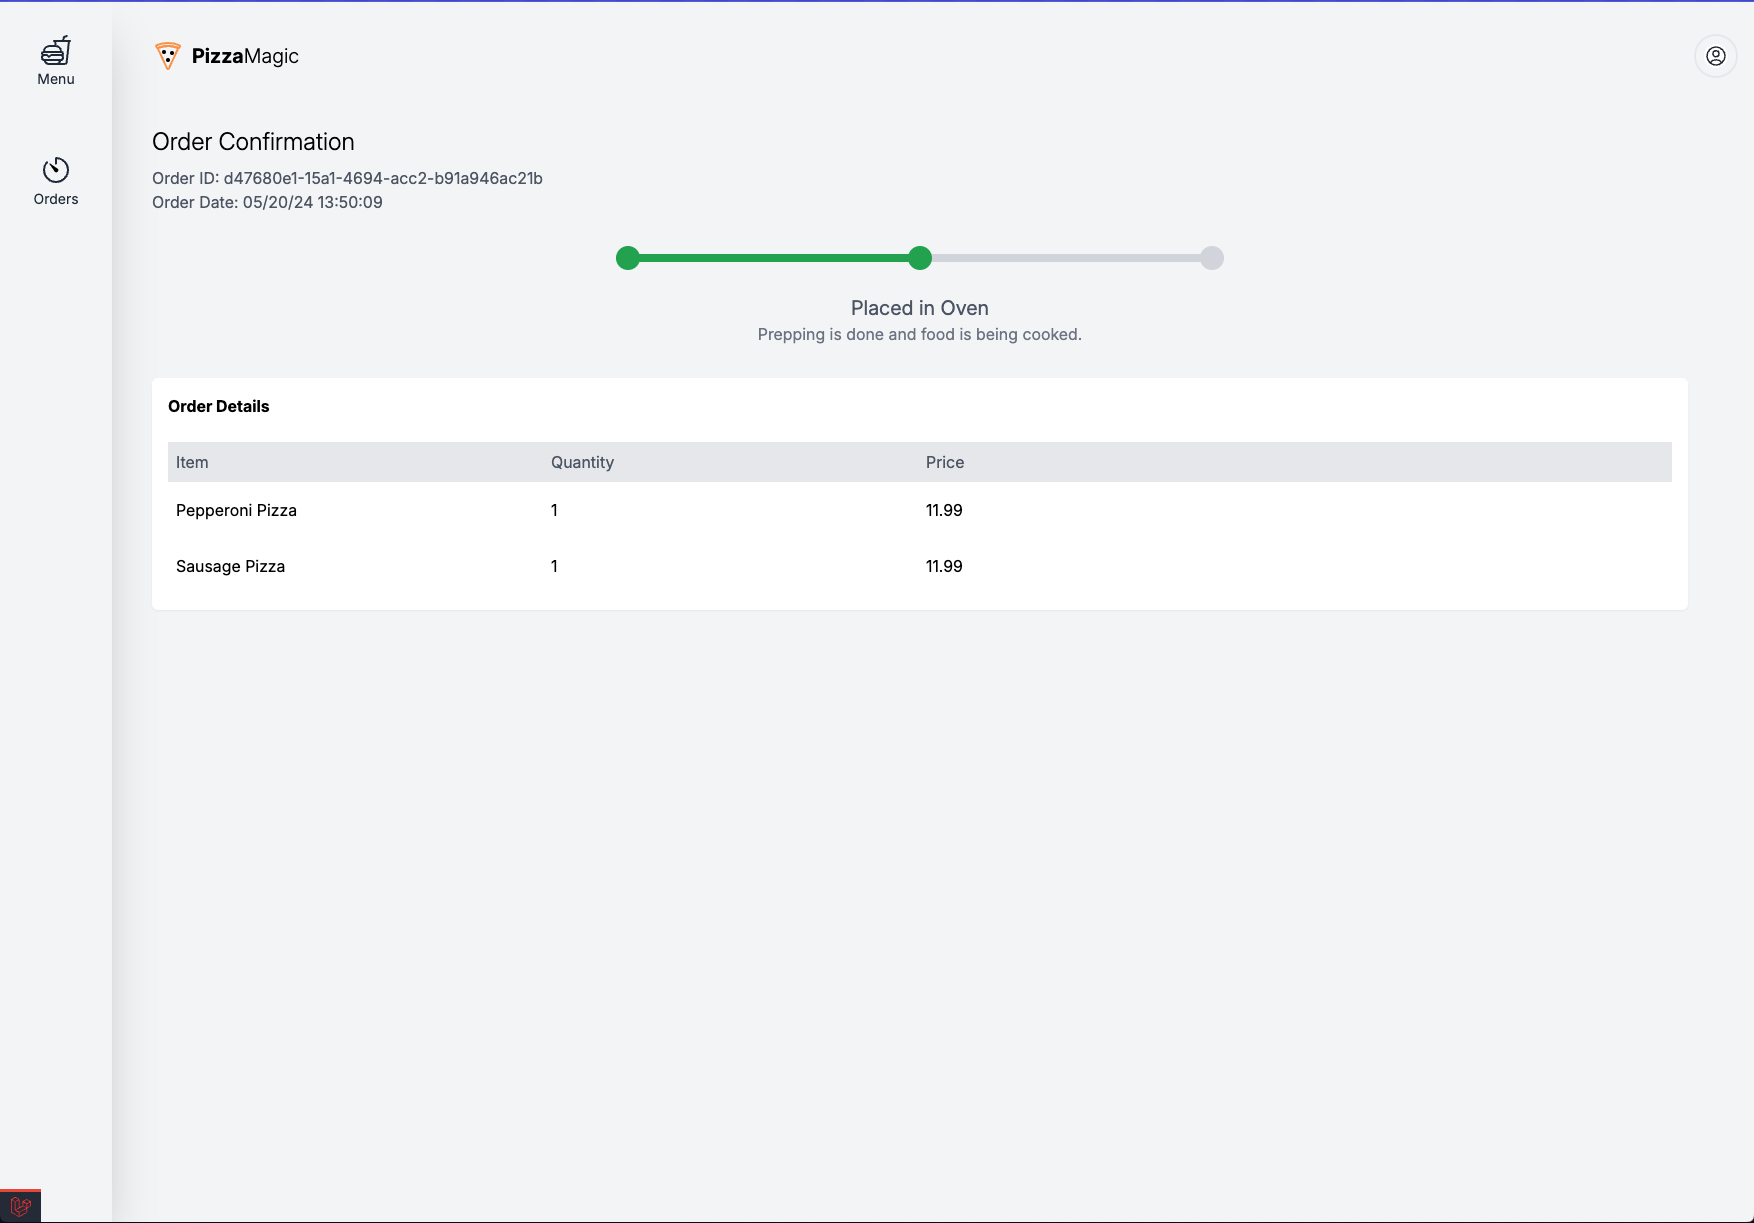 Menu
Orders
PizzaMagic
Order Confirmation
Order ID: d47680e1-15a1-4694-acc2-b91a946ac21b
Order Date: 05/20/24 13:50:09
Placed in Oven
Prepping is done and food is being cooked.
Order Details
Item Quantity Price
Pepperoni Pizza 1 11.99
Sausage Pizza 1 11.99